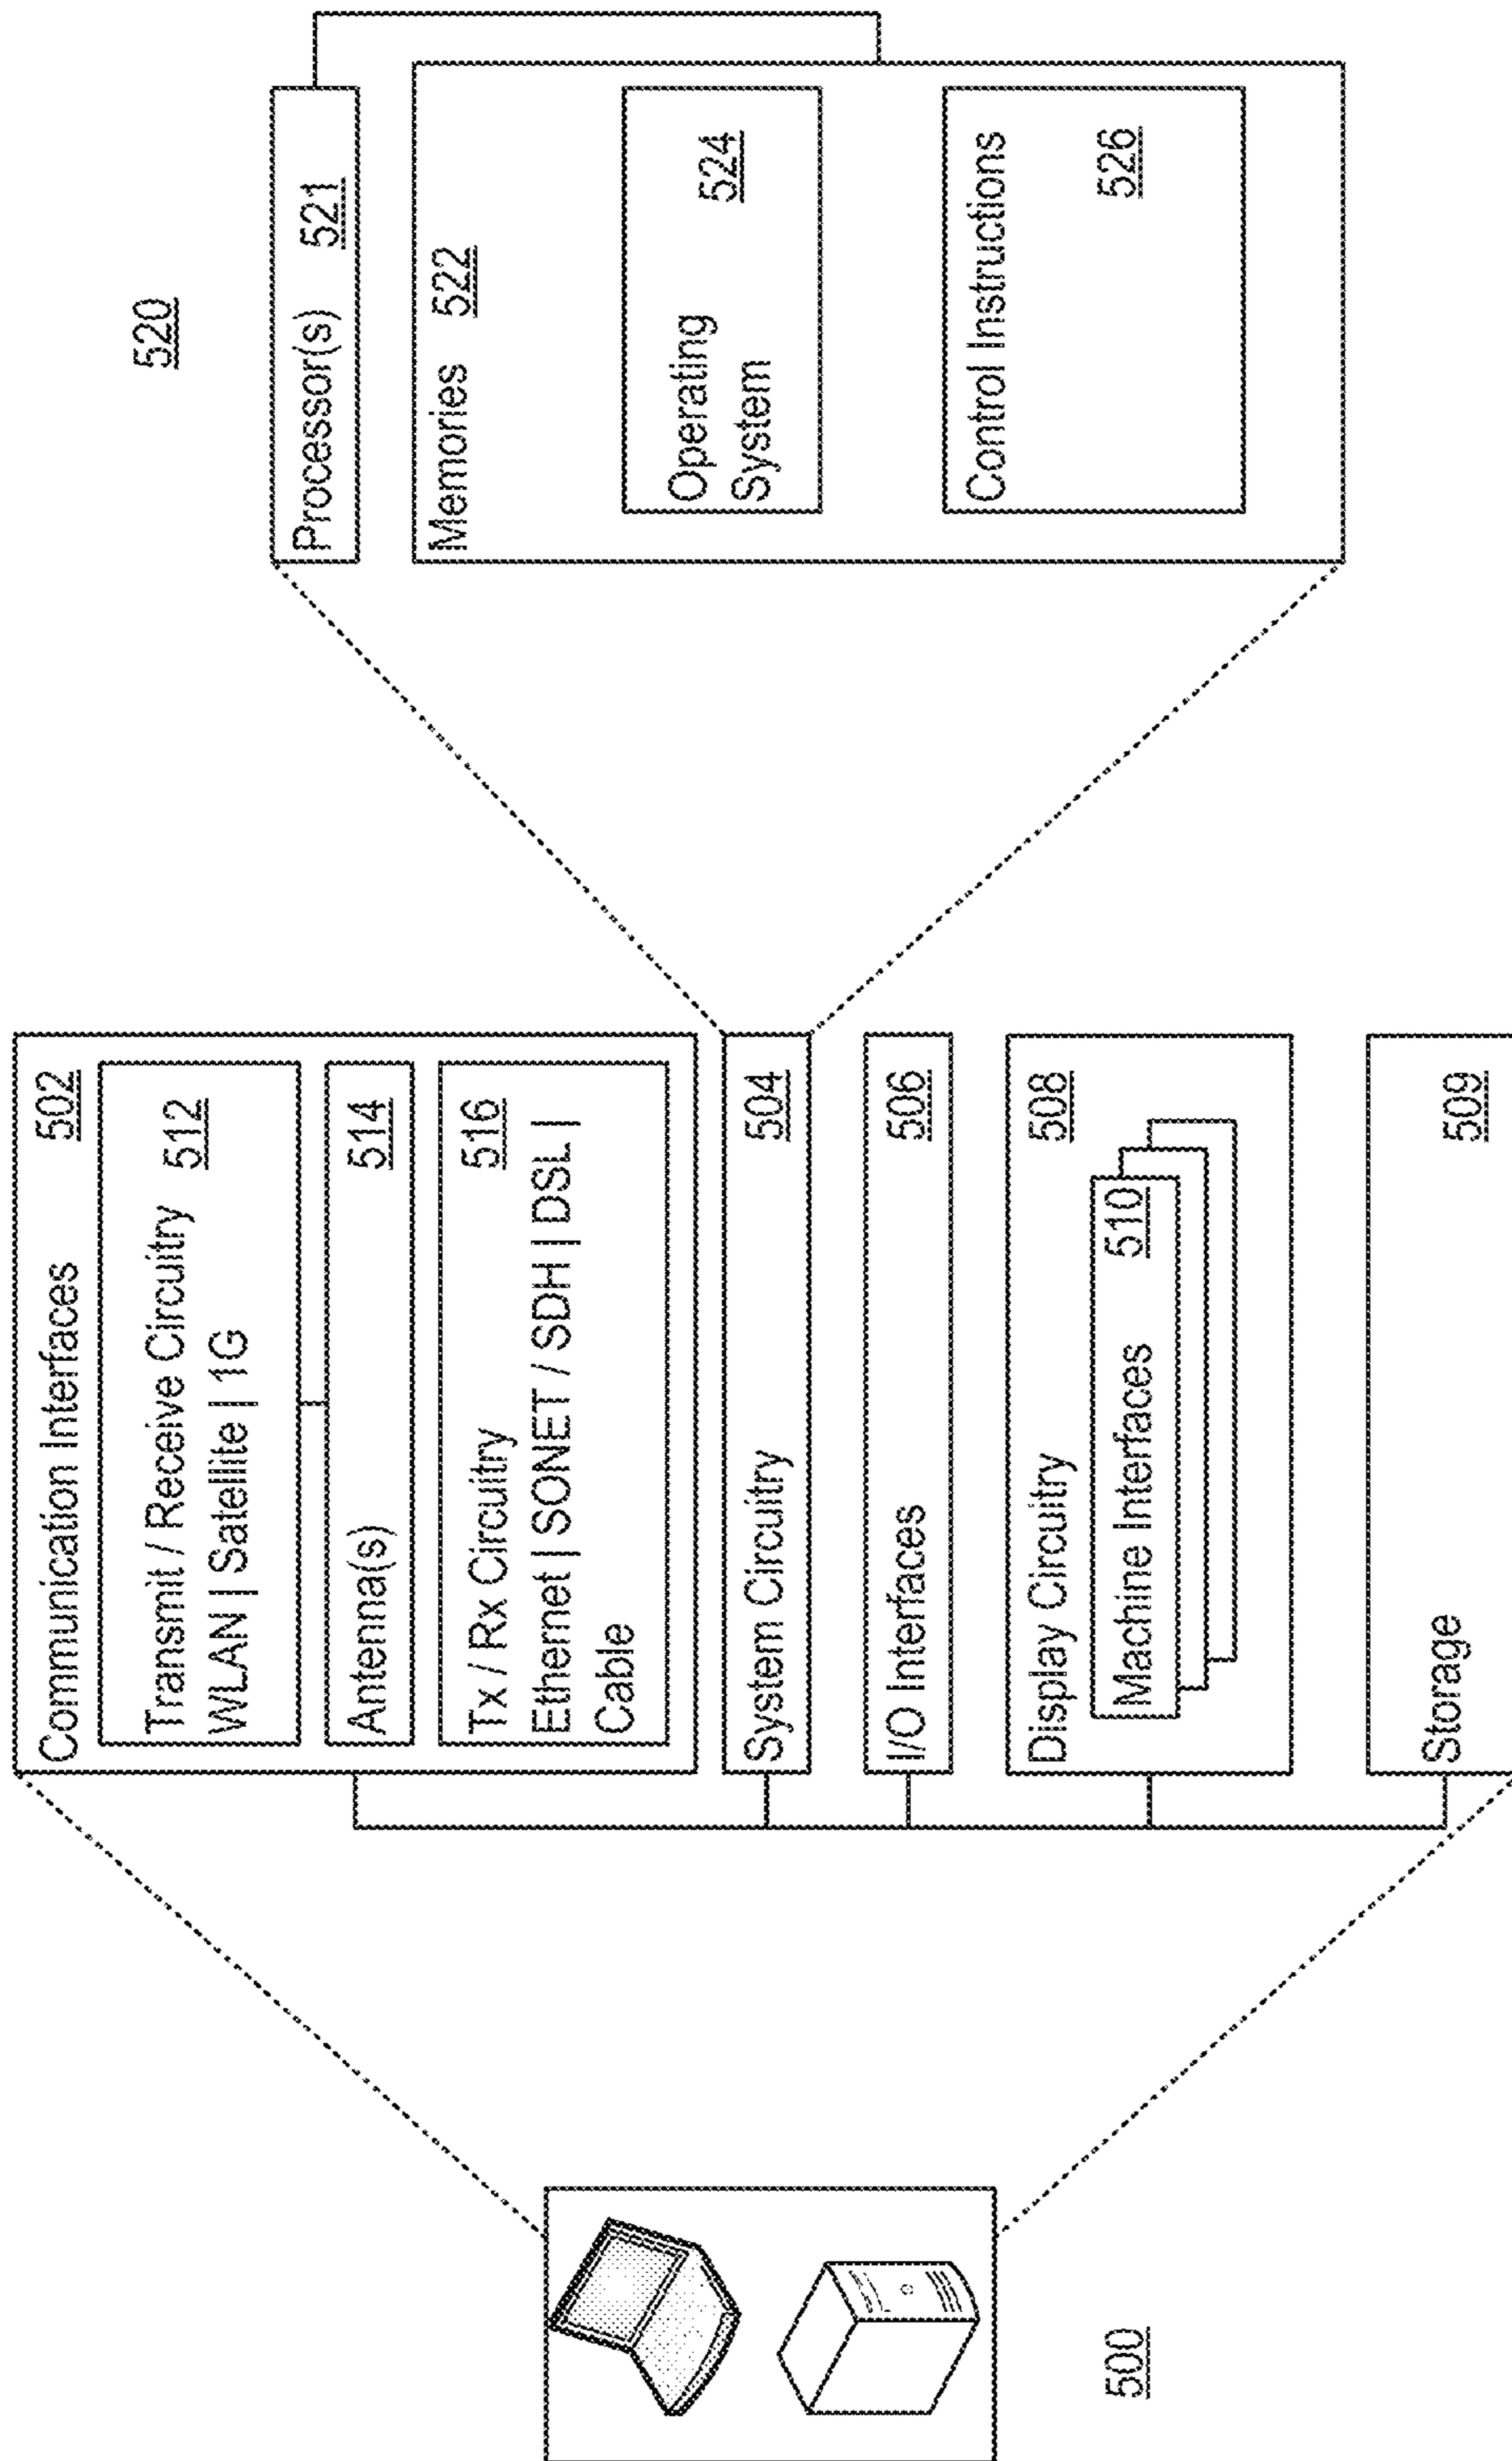 500
Communication Interfaces 502
Transmit / Receive Circuitry
WLAN | Satellite | 1G 512
Antenna(s) 514
Tx / Rx Circuitry 516
Ethernet | SONET / SDH | DSL |
Cable
System Circuitry 504
I/O Interfaces 506
Display Circuitry 508
Machine Interfaces 510
Storage 509
520
Processor(s) 521
Memories 522
Operating
System 524
Control Instructions
526